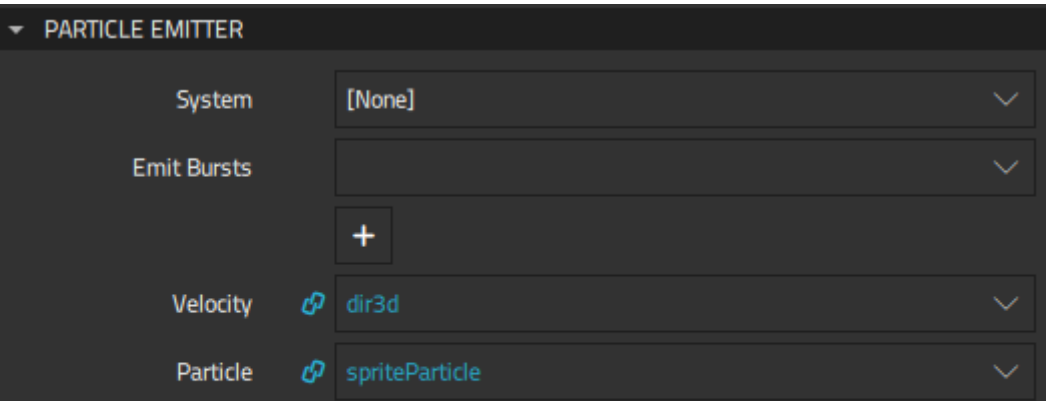 PARTICLE EMITTER
System [None]
Emit Bursts
+
Velocity dir3d
Particle spriteParticle